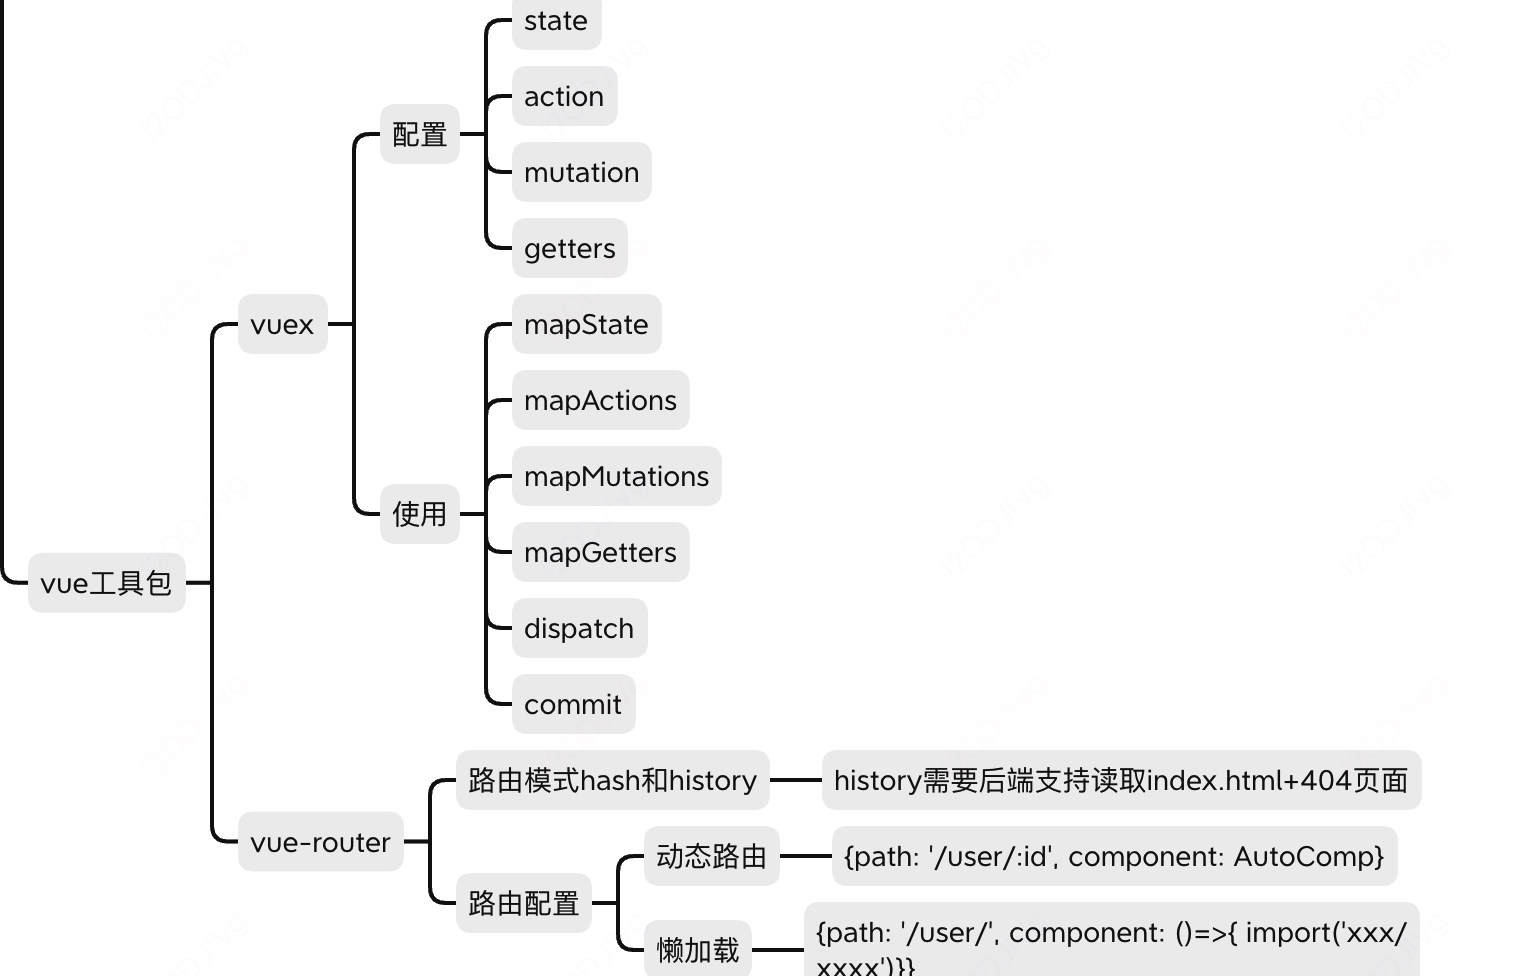 state
action
配置
mutation
getters
vuex
mapState
mapActions
mapMutations
使用
mapGetters
vue工具包
dispatch
commit
路由模式hash和history
history需要后端支持读取index.html+404页面
vue-router
动态路由
{path: '/user/:id', component: AutoComp}
路由配置
懒加载
{path: '/user/', component: ()=>{ import('xxx/
xxxx')}}